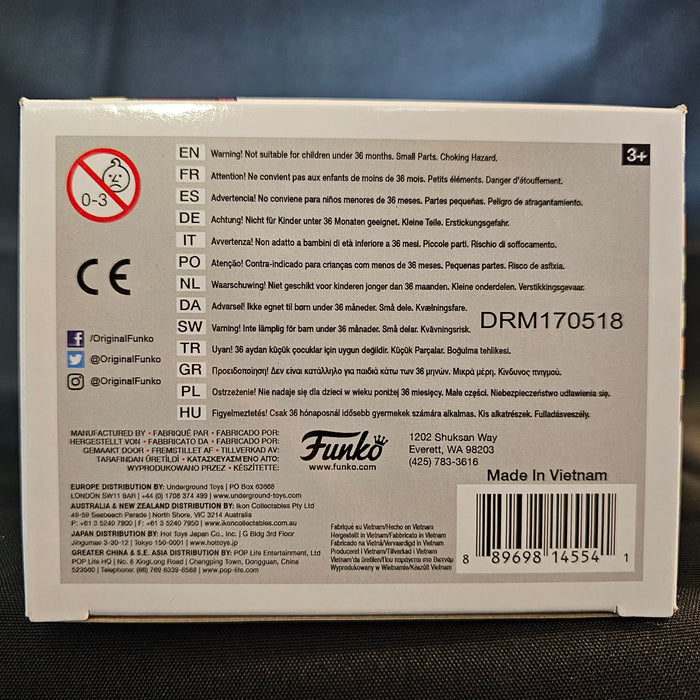 3+
0-3
EN Warning! Not suitable for children under 36 months. Small Parts. Choking Hazard.
FR Attention! Ne convient pas aux enfants de moins de 36 mois. Petits éléments. Danger d'étouffement.
ES Advertencia! No conviene para niños menores de 36 meses. Partes pequeñas. Peligro de atragantamiento.
DE Achtung! Nicht für Kinder unter 36 Monaten geeignet. Kleine Teile. Erstickungsgefahr.
IT Avvertenza! Non adatto a bambini di età inferiore a 36 mesi. Piccole parti. Rischio di soffocamento.
PO Atenção! Contra-indicado para crianças com menos de 36 meses. Pequenas partes. Risco de asfixia.
NL Waarschuwing! Niet geschikt voor kinderen jonger dan 36 maanden. Kleine onderdelen. Verstikkingsgevaar.
DA Advarsel! Ikke egnet til børn under 36 måneder. Små dele. Kvælningsfare.
SW Varning! Inte lämplig för barn under 36 månader. Små delar. Kvävningsrisk.
TR Uyarı! 36 aydan küçük çocuklar için uygun değildir. Küçük Parçalar. Boğulma tehlikesi.
GR Προειδοποίηση! Δεν είναι κατάλληλο για παιδιά κάτω των 36 μηνών. Μικρά μέρη. Κίνδυνος πνιγμού.
PL Ostrzeżenie! Nie nadaje się dla dzieci w wieku poniżej 36 miesięcy. Małe części. Niebezpieczeństwo udławienia się.
HU Figyelmeztetés! Csak 36 hónaposnál idősebb gyermekek számára alkalmas. Kis alkatrészek. Fulladásveszély.
DRM170518
CE
/OriginalFunko
@OriginalFunko
@OriginalFunko
MANUFACTURED BY • FABRIQUÉ PAR • FABRICADO POR:
HERGESTELLT VON • FABBRICATO DA • FABRICADO POR:
GEMAAKT DOOR • FREMSTILLET AF • TILLVERKAD AV:
TARAFINDAN ÜRETİLDİ • ΚΑΤΑΣΚΕΥΑΣΜΕΝΟ ΑΠΟ:
WYPRODUKOWANO PRZEZ • KÉSZÍTETTE:
Funko
www.funko.com
1202 Shuksan Way
Everett, WA 98203
(425) 783-3616
EUROPE DISTRIBUTION BY: Underground Toys | PO Box 63668
LONDON SW11 9AR | +44 (0) 1708 374 499 | www.underground-toys.com
AUSTRALIA & NEW ZEALAND DISTRIBUTION BY: Ikon Collectables Pty Ltd
49-59 Seebeach Parade | North Shore, VIC 3214 Australia
P: +61 3 5240 7900 | F: +61 3 5240 7950 | www.ikoncollectables.com.au
JAPAN DISTRIBUTION BY: Hot Toys Japan Co., Inc. | G Bldg 3rd Floor
Jingumae 3-30-12 | Tokyo 150-0001 | www.hottoys.jp
GREATER CHINA & S.E. ASIA DISTRIBUTION BY: POP Life Entertainment, Ltd
POP Life HQ | No. 6 XingLong Road | Changping Town, Dongguan, China
523560 | Telephone: (86) 769 6339-6588 | www.pop-life.com
Fabriqué au Vietnam/Hecho en Vietnam
Hergestellt in Vietnam/Fabbricato in Vietnam
Fabricado na Vietnã/Vervaardigd in Vietnam
Produceret i Vietnam/Tillverkad i Vietnam
Vietnam'da üretilen/Που παράγεται στο Βιετνάμ
Wyprodukowany w Wietnamie/Készült Vietnam
Made In Vietnam
8 89698 14554 1